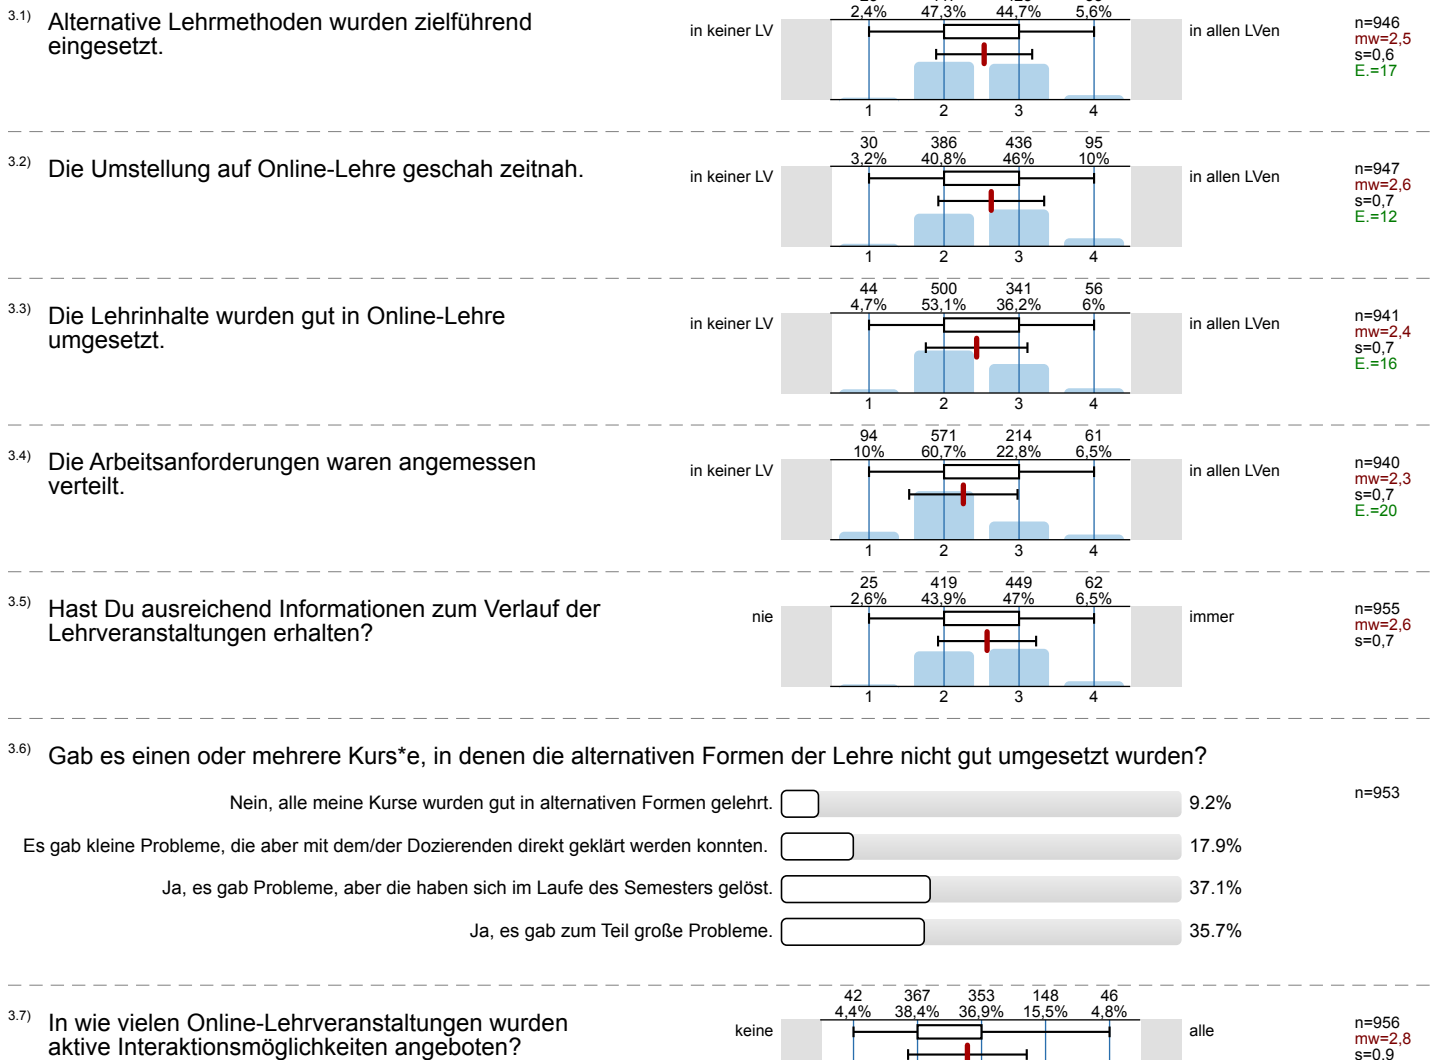 3.1) Alternative Lehrmethoden wurden zielführend
eingesetzt.
in keiner LV
2,4% 47,3% 44,7% 5,6%
in allen LVen
n=946
mw=2,5
s=0,6
E.=17
1 2 3 4
3.2) Die Umstellung auf Online-Lehre geschah zeitnah.
in keiner LV
30 386 436 95
3,2% 40,8% 46% 10%
in allen LVen
n=947
mw=2,6
s=0,7
E.=12
1 2 3 4
3.3) Die Lehrinhalte wurden gut in Online-Lehre
umgesetzt.
in keiner LV
44 500 341 56
4,7% 53,1% 36,2% 6%
in allen LVen
n=941
mw=2,4
s=0,7
E.=16
1 2 3 4
3.4) Die Arbeitsanforderungen waren angemessen
verteilt.
in keiner LV
94 571 214 61
10% 60,7% 22,8% 6,5%
in allen LVen
n=940
mw=2,3
s=0,7
E.=20
1 2 3 4
3.5) Hast Du ausreichend Informationen zum Verlauf der
Lehrveranstaltungen erhalten?
nie
25 419 449 62
2,6% 43,9% 47% 6,5%
immer
n=955
mw=2,6
s=0,7
1 2 3 4
3.6) Gab es einen oder mehrere Kurs*e, in denen die alternativen Formen der Lehre nicht gut umgesetzt wurden?
Nein, alle meine Kurse wurden gut in alternativen Formen gelehrt. 9.2%
n=953
Es gab kleine Probleme, die aber mit dem/der Dozierenden direkt geklärt werden konnten. 17.9%
Ja, es gab Probleme, aber die haben sich im Laufe des Semesters gelöst. 37.1%
Ja, es gab zum Teil große Probleme. 35.7%
3.7) In wie vielen Online-Lehrveranstaltungen wurden
aktive Interaktionsmöglichkeiten angeboten?
keine
42 367 353 148 46
4,4% 38,4% 36,9% 15,5% 4,8%
alle
n=956
mw=2,8
s=0,9